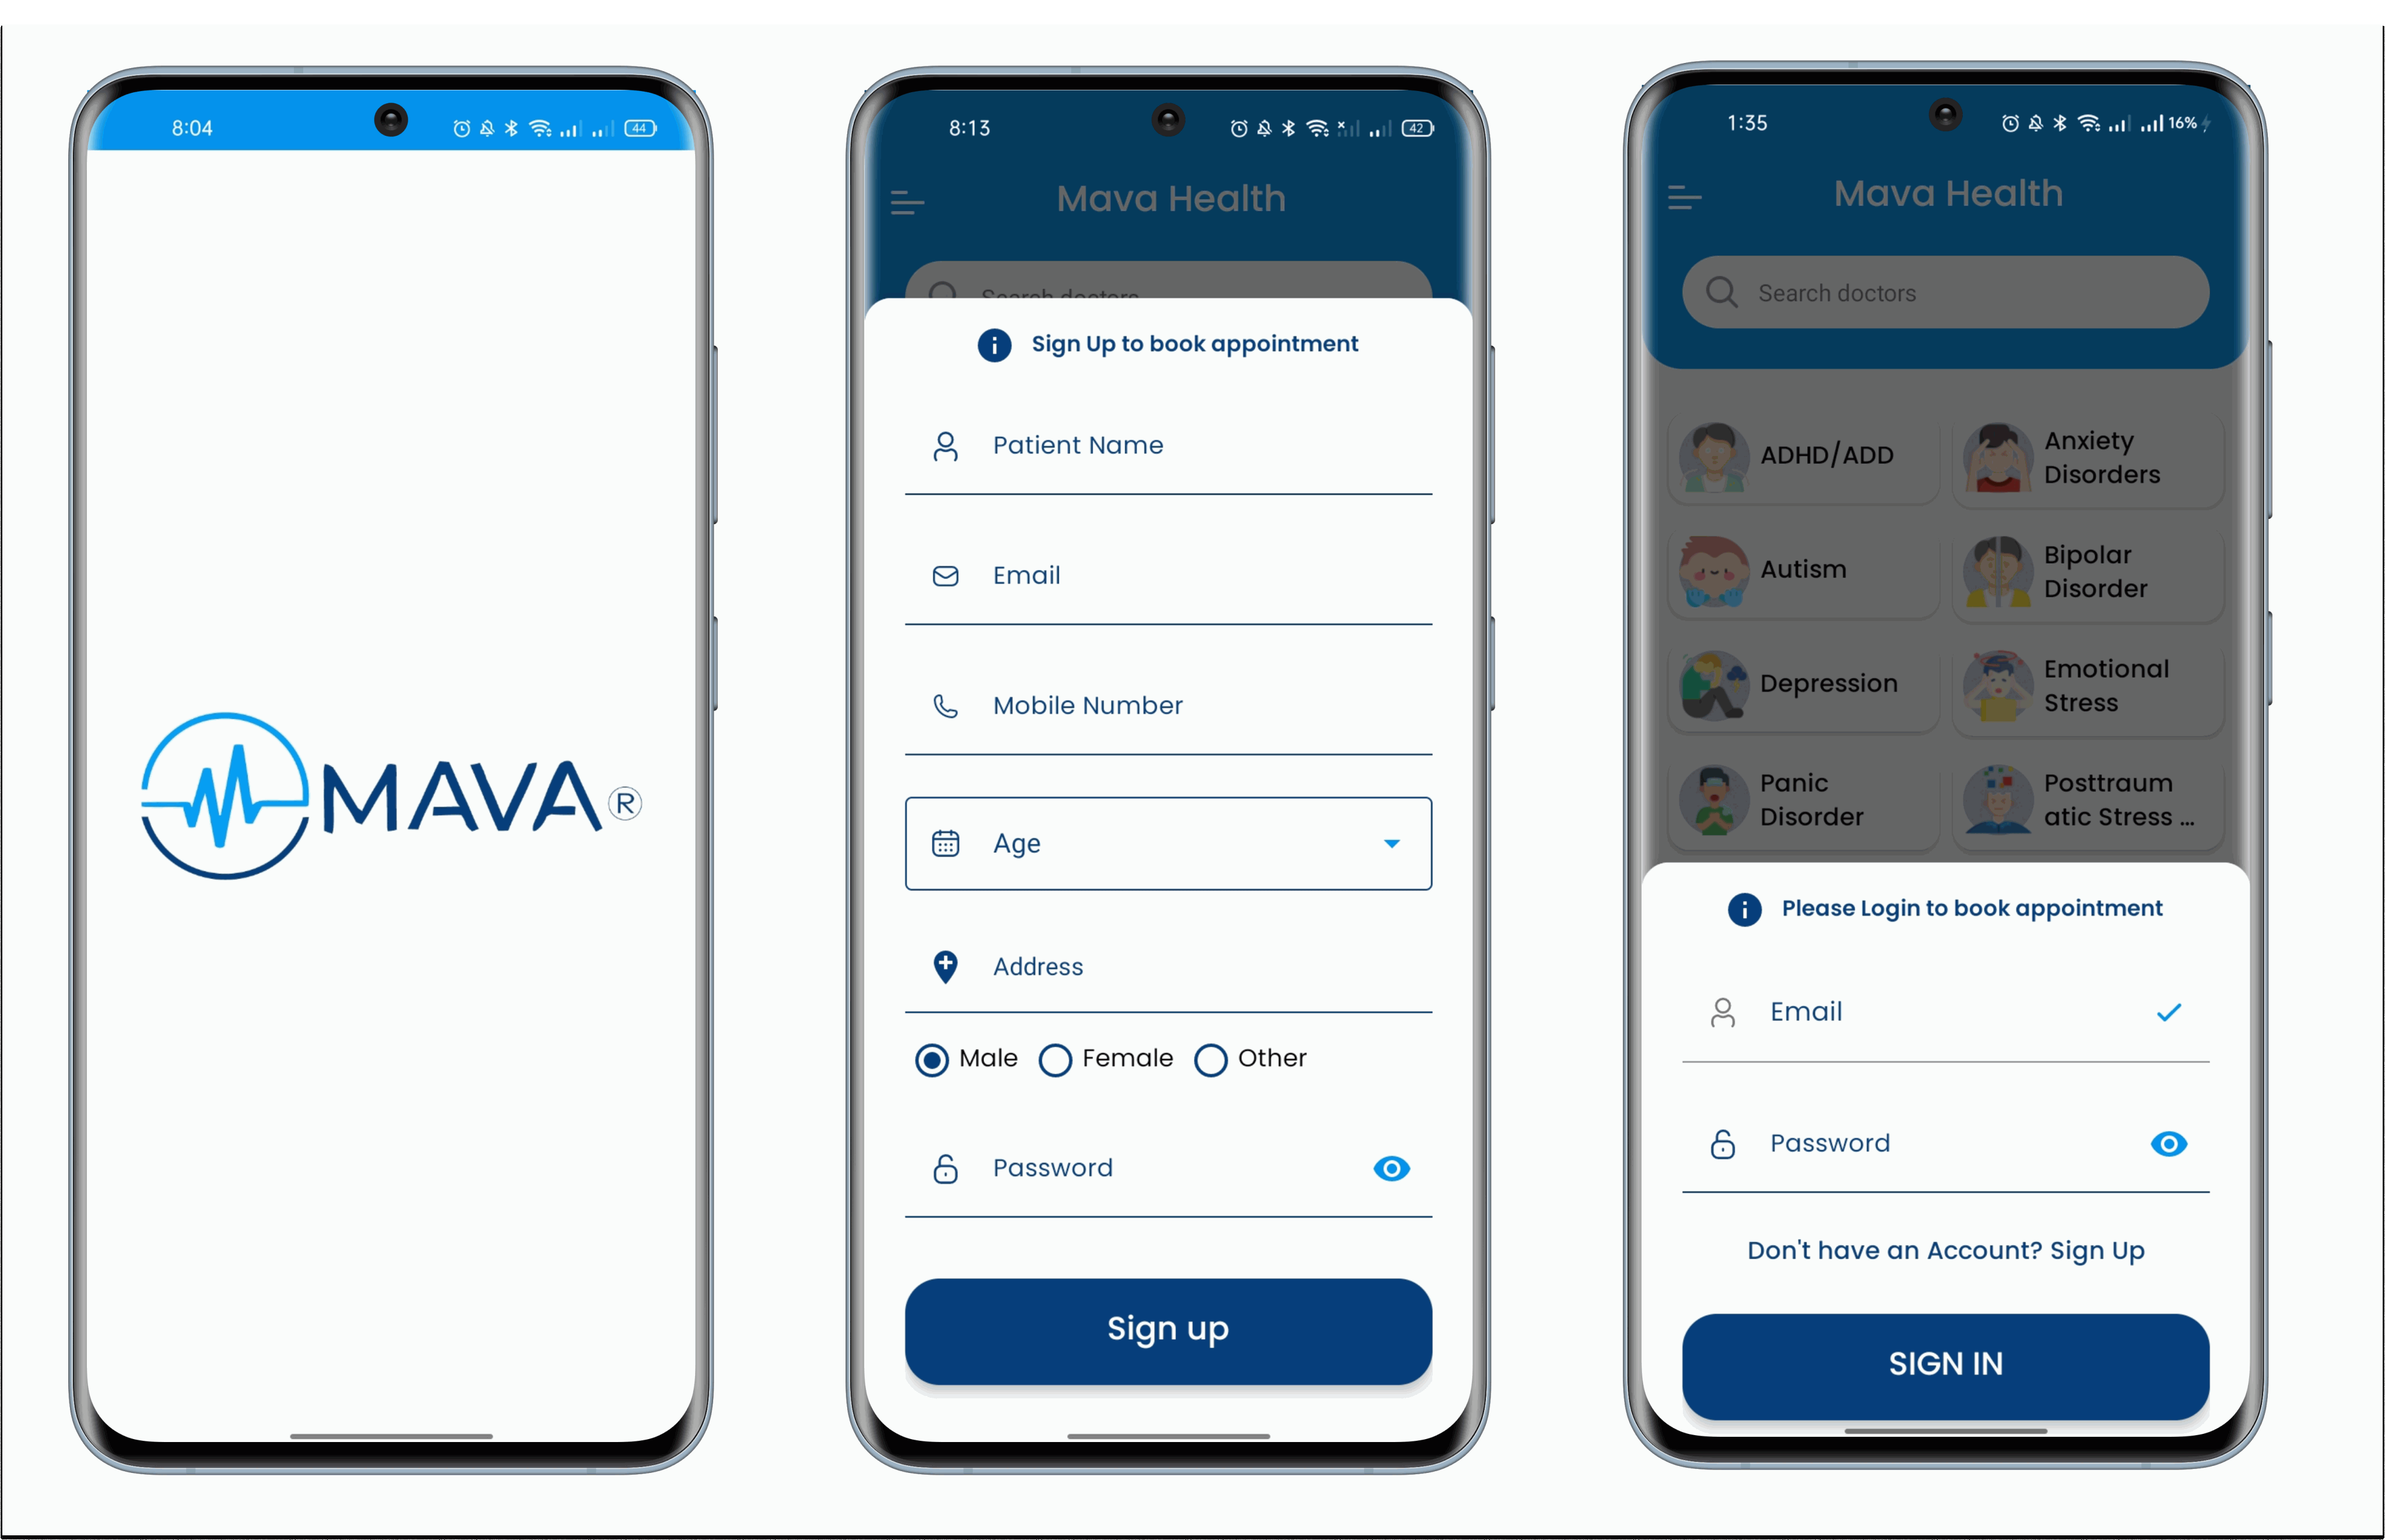 8:04
44
MAVA®
8:13
42
Mava Health
Search doctors
Sign Up to book appointment
Patient Name
Email
Mobile Number
Age
Address
Male Female Other
Password
Sign up
1:35
16%
Mava Health
Search doctors
ADHD/ADD
Anxiety
Disorders
Autism
Bipolar
Disorder
Depression
Emotional
Stress
Panic
Disorder
Posttraum
atic Stress ...
Please Login to book appointment
Email
Password
Don't have an Account? Sign Up
SIGN IN